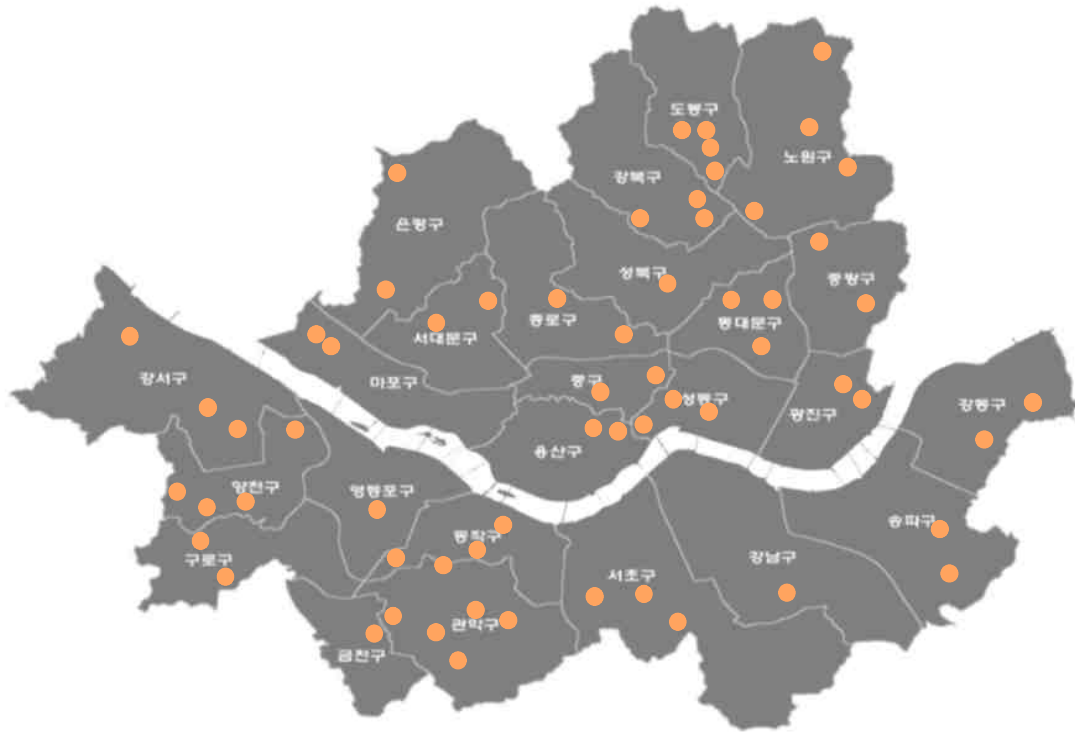 도봉구
노원구
강북구
은평구
성북구
중랑구
종로구
동대문구
서대문구
강서구
마포구
중구
성동구
광진구
강동구
용산구
양천구
영등포구
송파구
동작구
구로구
강남구
서초구
관악구
금천구